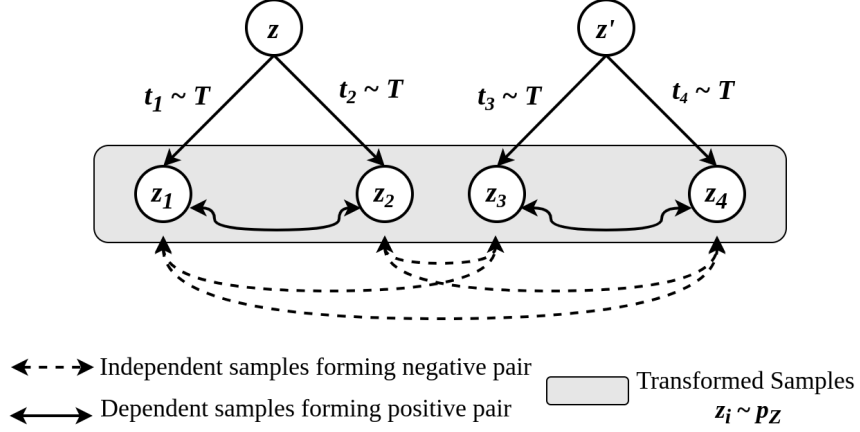 z z'
t1 ~ T t2 ~ T t3 ~ T t4 ~ T
z1 z2 z3 z4
Independent samples forming negative pair
Dependent samples forming positive pair
Transformed Samples
zi ~ pZ